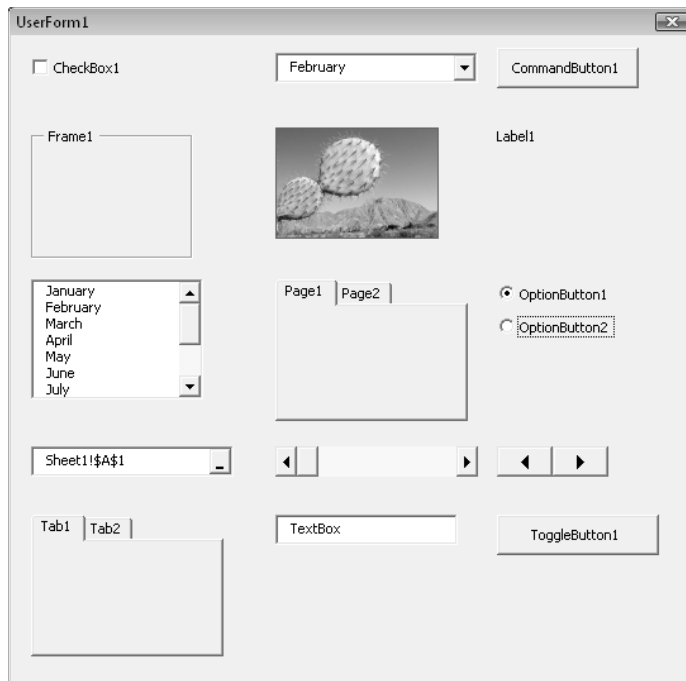 UserForm1
CheckBox1
February
CommandButton1
Frame1
Label1
January
February
March
April
May
June
July
Page1 Page2
OptionButton1
OptionButton2
Sheet1!$A$1
Tab1 Tab2
TextBox
ToggleButton1